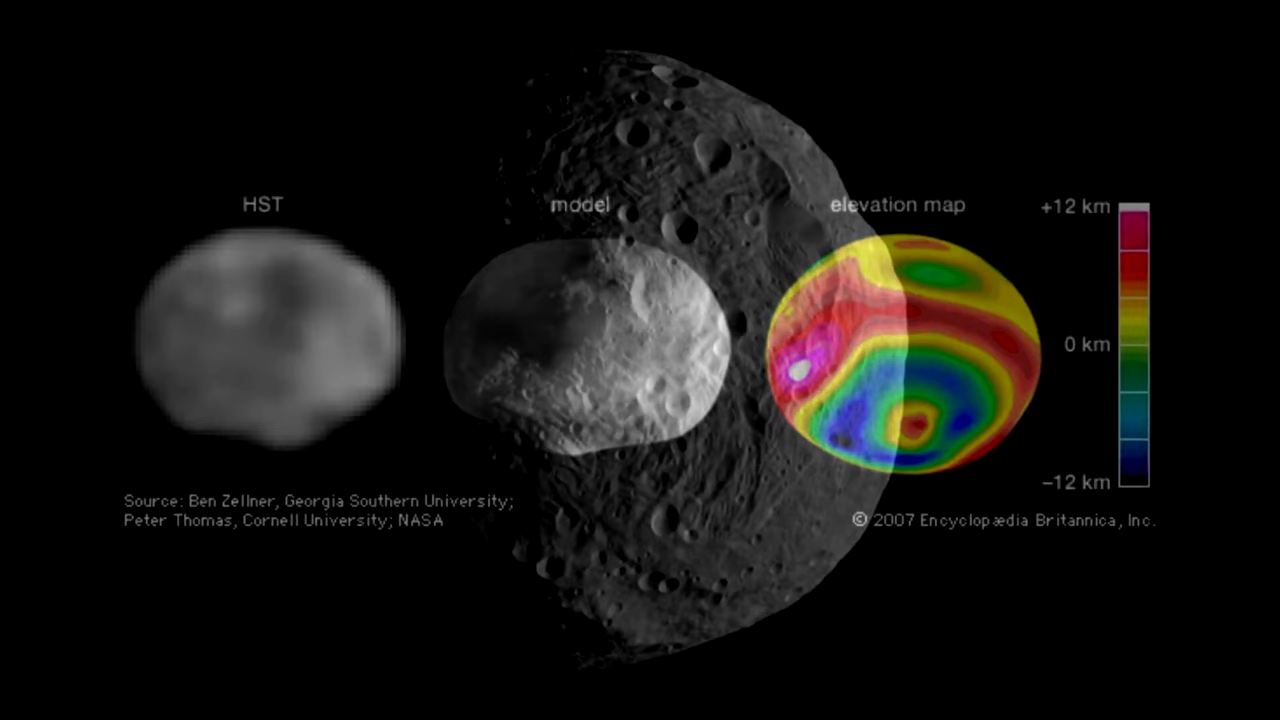 HST
model
elevation map
+12 km
0 km
−12 km
Source: Ben Zellner, Georgia Southern University;
Peter Thomas, Cornell University; NASA
© 2007 Encyclopædia Britannica, Inc.